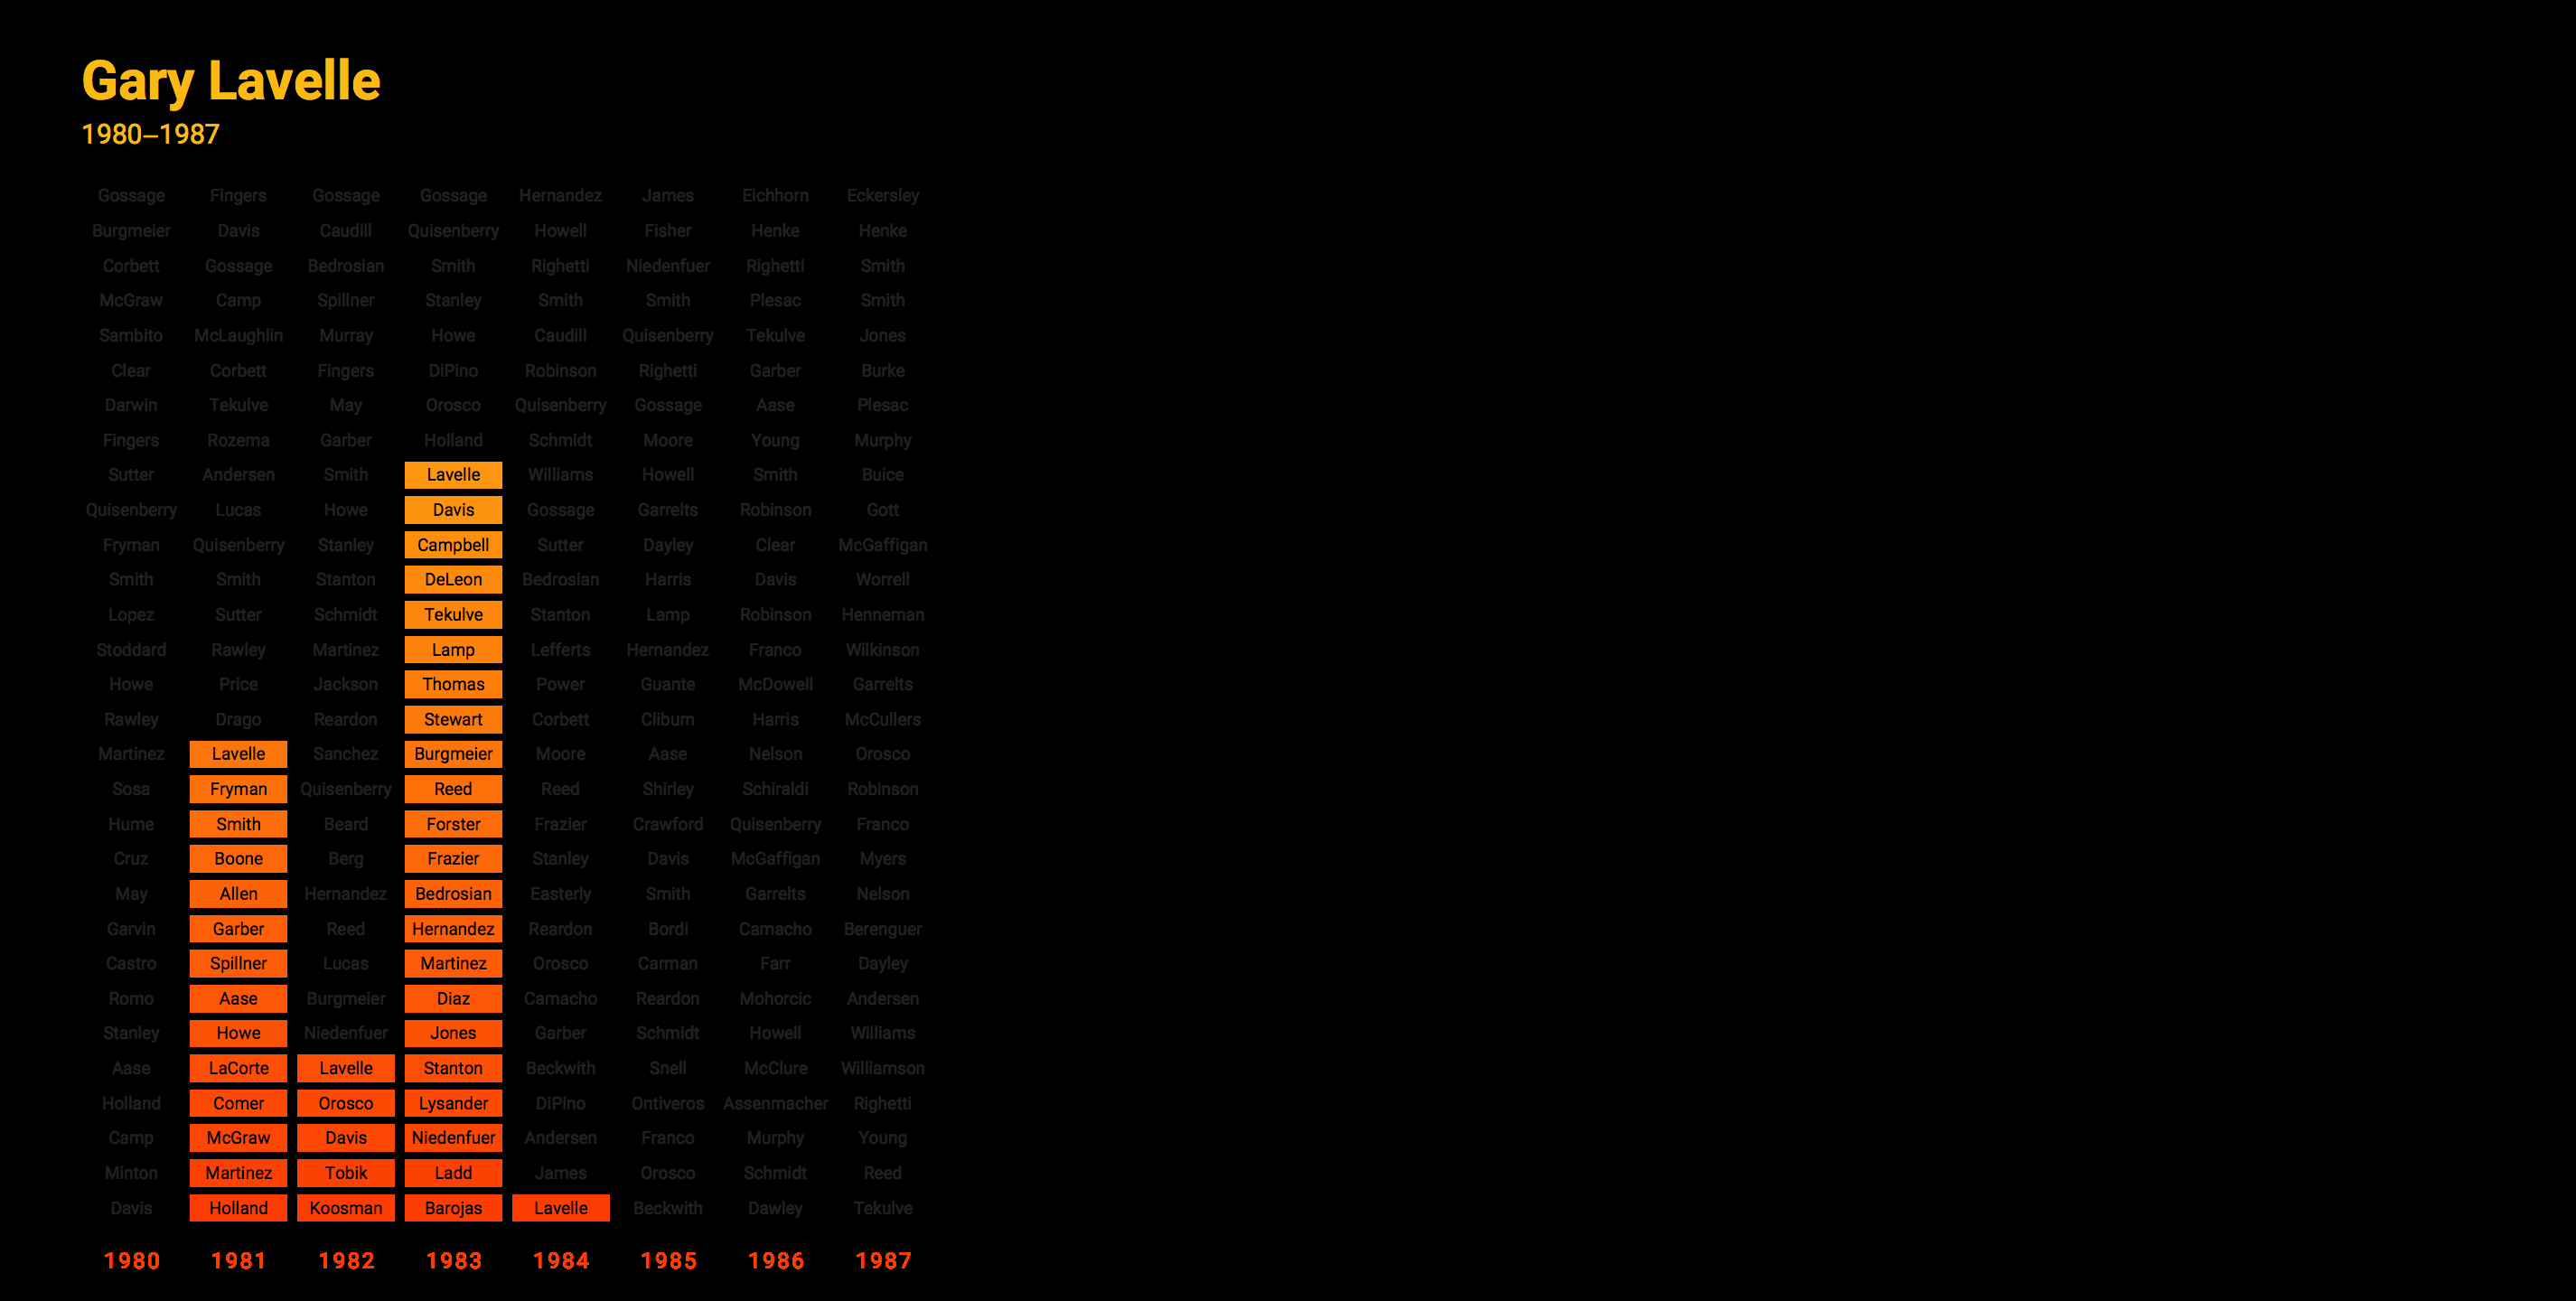 Gary Lavelle
1980–1987
Gossage Fingers Gossage Gossage Hernandez James Eichhorn Eckersley
Burgmeier Davis Caudill Quisenberry Howell Fisher Henke Henke
Corbett Gossage Bedrosian Smith Righetti Niedenfuer Righetti Smith
McGraw Camp Spillner Stanley Smith Smith Plesac Smith
Sambito McLaughlin Murray Howe Caudill Quisenberry Tekulve Jones
Clear Corbett Fingers DiPino Robinson Righetti Garber Burke
Darwin Tekulve May Orosco Quisenberry Gossage Aase Plesac
Fingers Rozema Garber Holland Schmidt Moore Young Murphy
Sutter Andersen Smith Lavelle Williams Howell Smith Buice
Quisenberry Lucas Howe Davis Gossage Garrelts Robinson Gott
Fryman Quisenberry Stanley Campbell Sutter Dayley Clear McGaffigan
Smith Smith Stanton DeLeon Bedrosian Harris Davis Worrell
Lopez Sutter Schmidt Tekulve Stanton Lamp Robinson Henneman
Stoddard Rawley Martinez Lamp Lefferts Hernandez Franco Wilkinson
Howe Price Jackson Thomas Power Guante McDowell Garrelts
Rawley Drago Reardon Stewart Corbett Cliburn Harris McCullers
Martinez Lavelle Sanchez Burgmeier Moore Aase Nelson Orosco
Sosa Fryman Quisenberry Reed Reed Shirley Schiraldi Robinson
Hume Smith Beard Forster Frazier Crawford Quisenberry Franco
Cruz Boone Berg Frazier Stanley Davis McGaffigan Myers
May Allen Hernandez Bedrosian Easterly Smith Garrelts Nelson
Garvin Garber Reed Hernandez Reardon Bordi Camacho Berenguer
Castro Spillner Lucas Martinez Orosco Carman Farr Dayley
Romo Aase Burgmeier Diaz Camacho Reardon Mohorcic Andersen
Stanley Howe Niedenfuer Jones Garber Schmidt Howell Williams
Aase LaCorte Lavelle Stanton Beckwith Snell McClure Williamson
Holland Comer Orosco Lysander DiPino Ontiveros Assenmacher Righetti
Camp McGraw Davis Niedenfuer Andersen Franco Murphy Young
Minton Martinez Tobik Ladd James Orosco Schmidt Reed
Davis Holland Koosman Barojas Lavelle Beckwith Dawley Tekulve
1980 1981 1982 1983 1984 1985 1986 1987